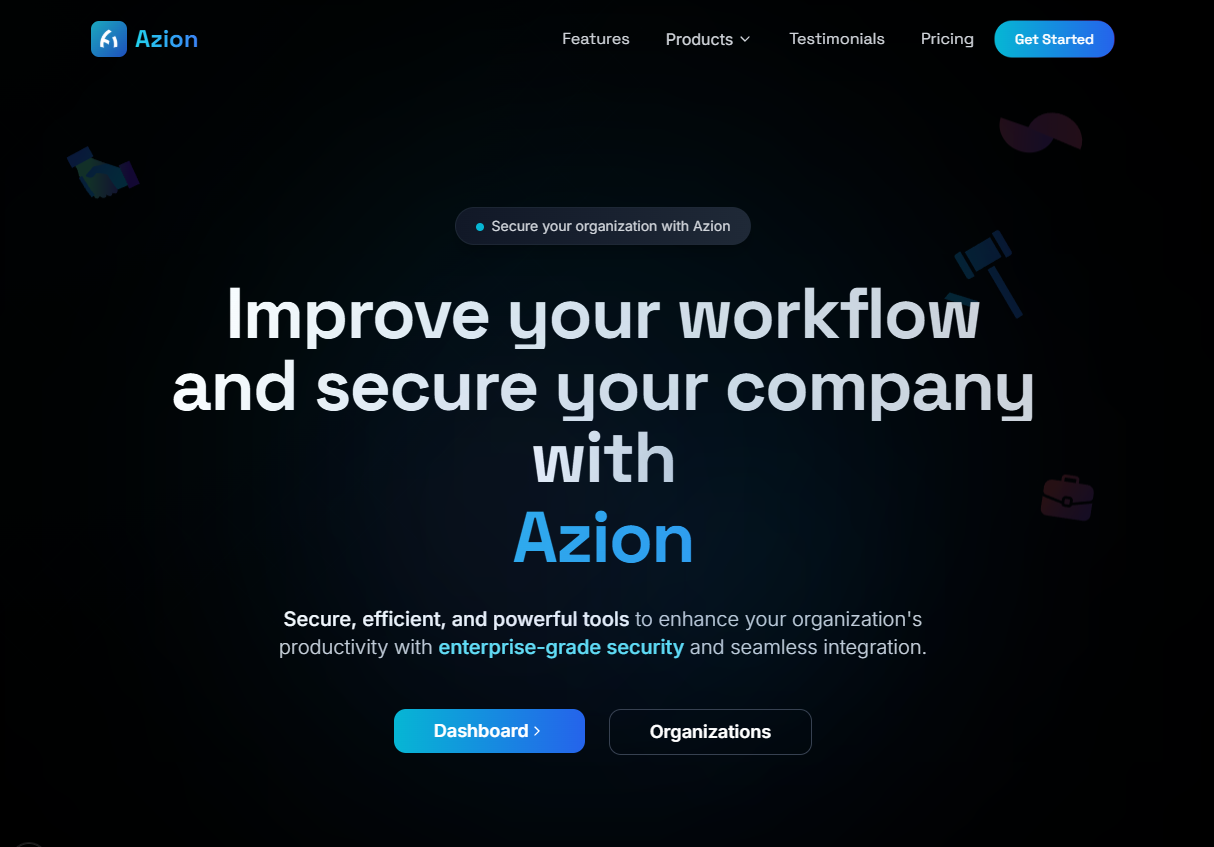 Azion
Features Products Testimonials Pricing Get Started
Secure your organization with Azion
Improve your workflow
and secure your company
with
Azion
Secure, efficient, and powerful tools to enhance your organization's
productivity with enterprise-grade security and seamless integration.
Dashboard
Organizations